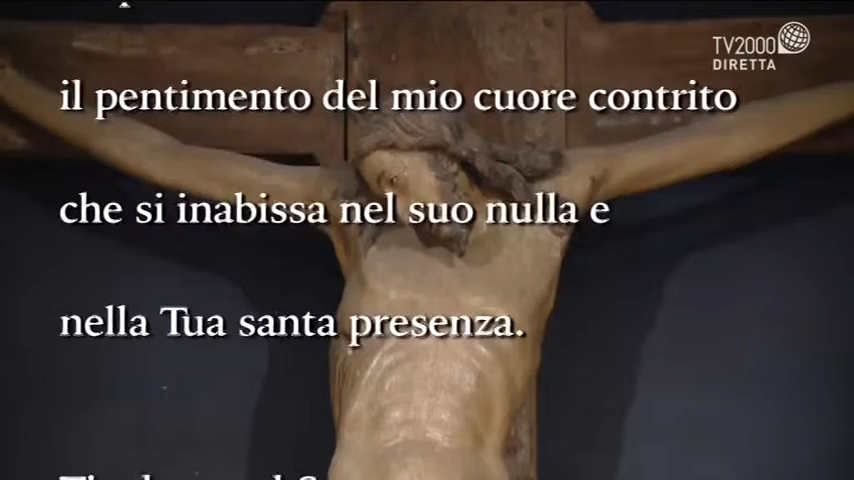 TV2000
DIRETTA
il pentimento del mio cuore contrito
che si inabissa nel suo nulla e
nella Tua santa presenza.